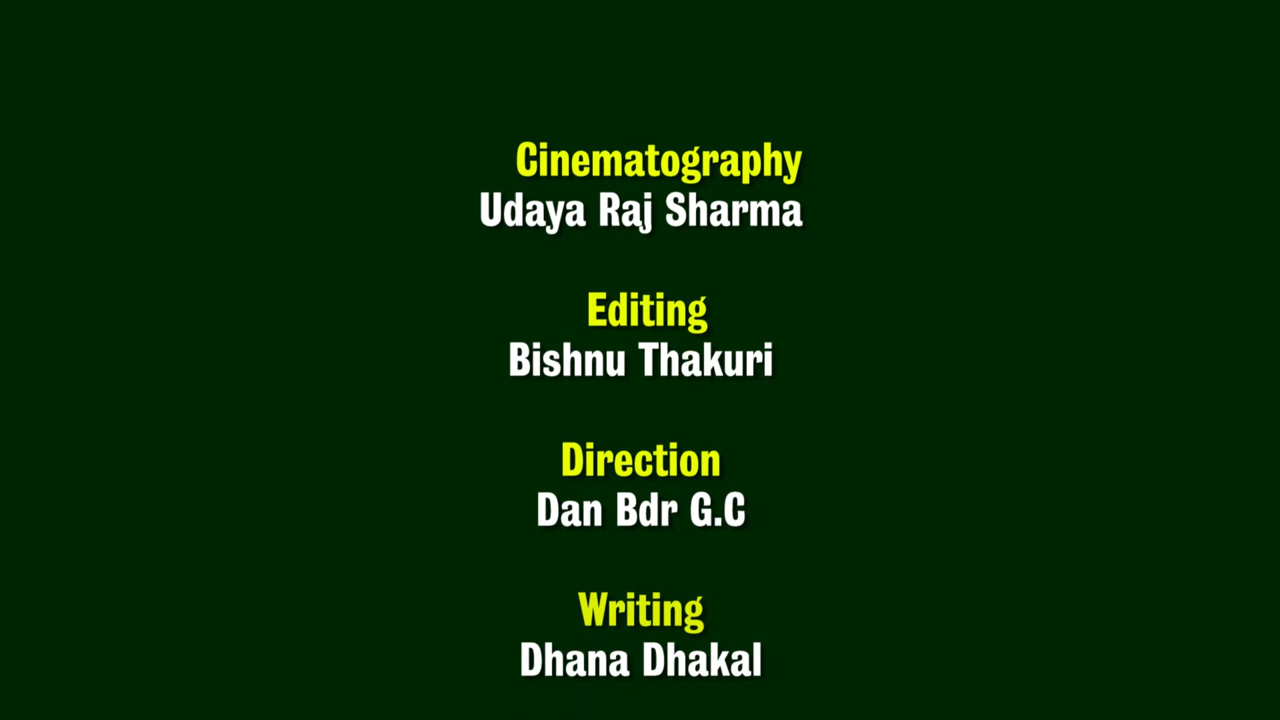 Cinematography
Udaya Raj Sharma
Editing
Bishnu Thakuri
Direction
Dan Bdr G.C
Writing
Dhana Dhakal